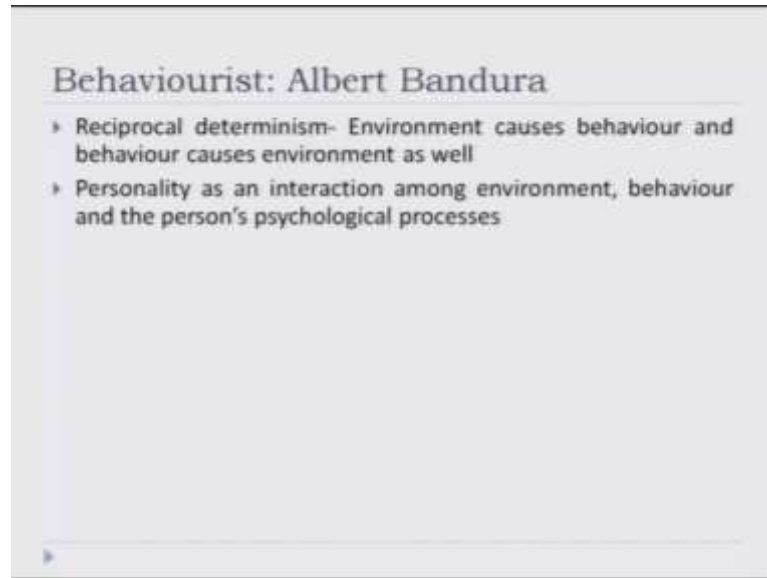 Behaviourist: Albert Bandura
Reciprocal determinism- Environment causes behaviour and
behaviour causes environment as well
Personality as an interaction among environment, behaviour
and the person's psychological processes